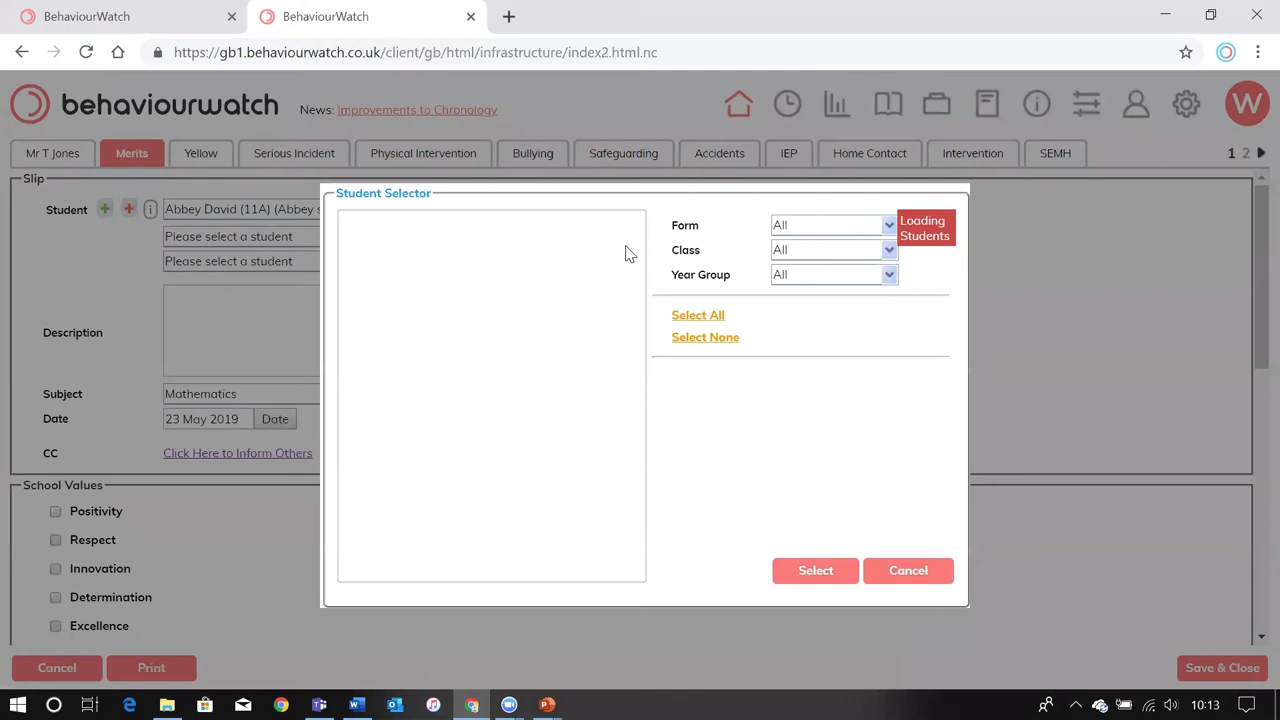 BehaviourWatch
BehaviourWatch
https://gb1.behaviourwatch.co.uk/client/gb/html/infrastructure/index2.html.nc
behaviourwatch
News: Improvements to Chronology
W
Mr T Jones Merits Yellow Serious Incident Physical Intervention Bullying Safeguarding Accidents IEP Home Contact Intervention SEMH 1 2
Slip
Student Abbey David (11A) (Abbey s
Please select a student
Please select a student
Description
Subject Mathematics
Date 23 May 2019 Date
CC Click Here to Inform Others
School Values
Positivity
Respect
Innovation
Determination
Excellence
Student Selector
Form All
Loading
Students
Class All
Year Group All
Select All
Select None
Select Cancel
Cancel Print Save & Close
10:13